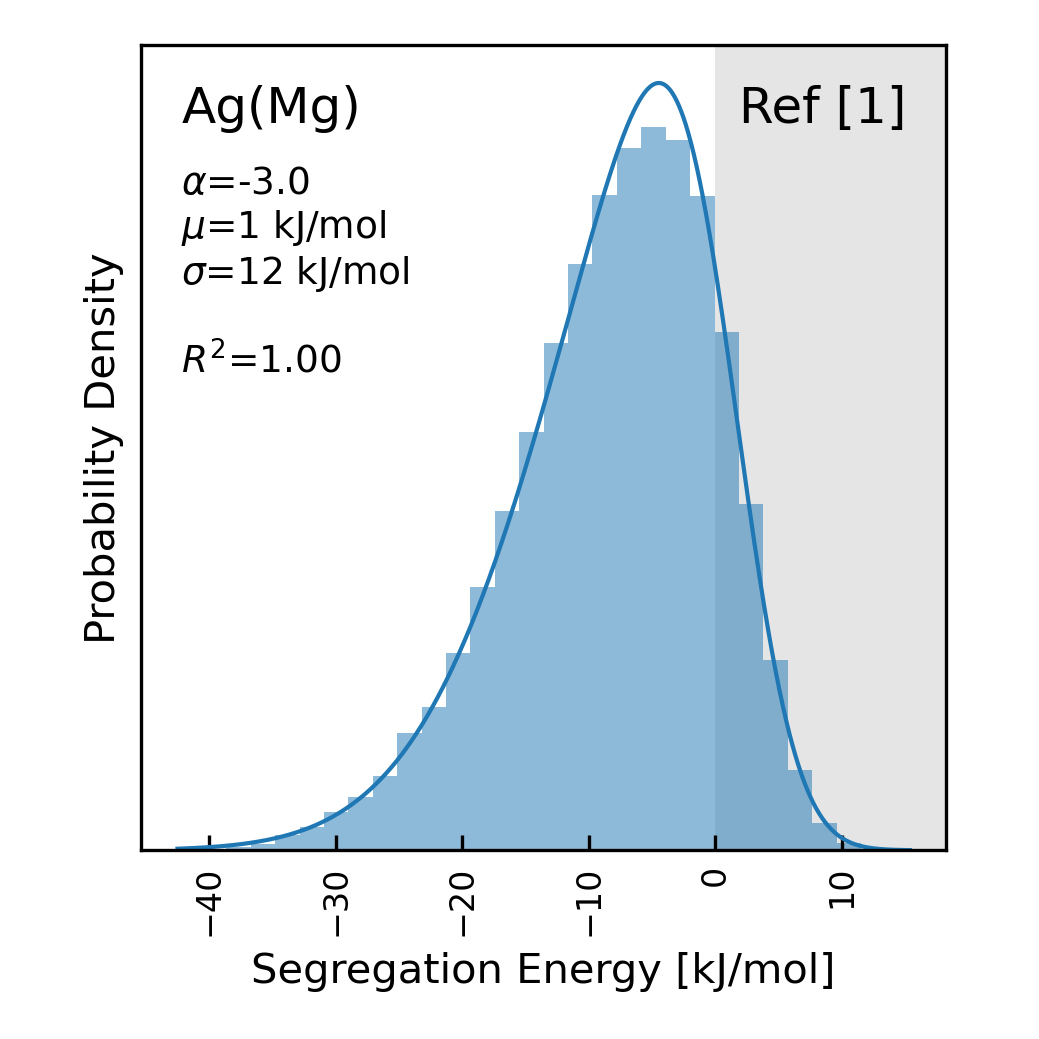 Ag(Mg)
Ref [1]
α=-3.0
μ=1 kJ/mol
σ=12 kJ/mol
R²=1.00
Probability Density
−40 −30 −20 −10 0 10
Segregation Energy [kJ/mol]